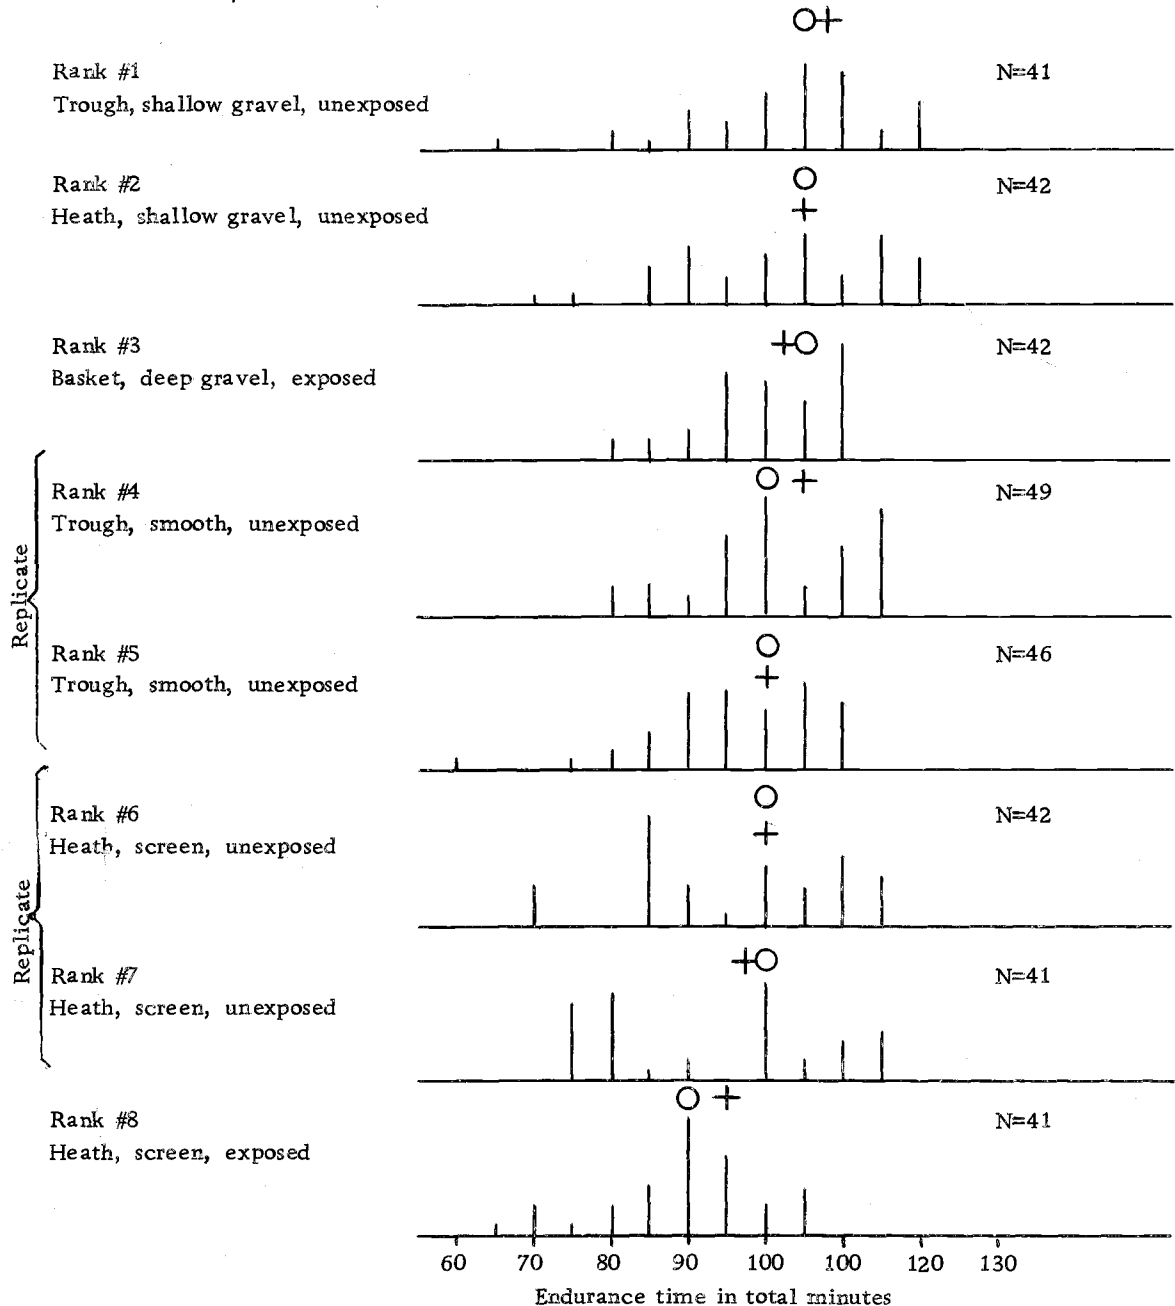 Rank #1
Trough, shallow gravel, unexposed
N=41
Rank #2
Heath, shallow gravel, unexposed
N=42
Rank #3
Basket, deep gravel, exposed
N=42
Replicate
Rank #4
Trough, smooth, unexposed
N=49
Rank #5
Trough, smooth, unexposed
N=46
Replicate
Rank #6
Heath, screen, unexposed
N=42
Rank #7
Heath, screen, unexposed
N=41
Rank #8
Heath, screen, exposed
N=41
60 70 80 90 100 100 120 130
Endurance time in total minutes